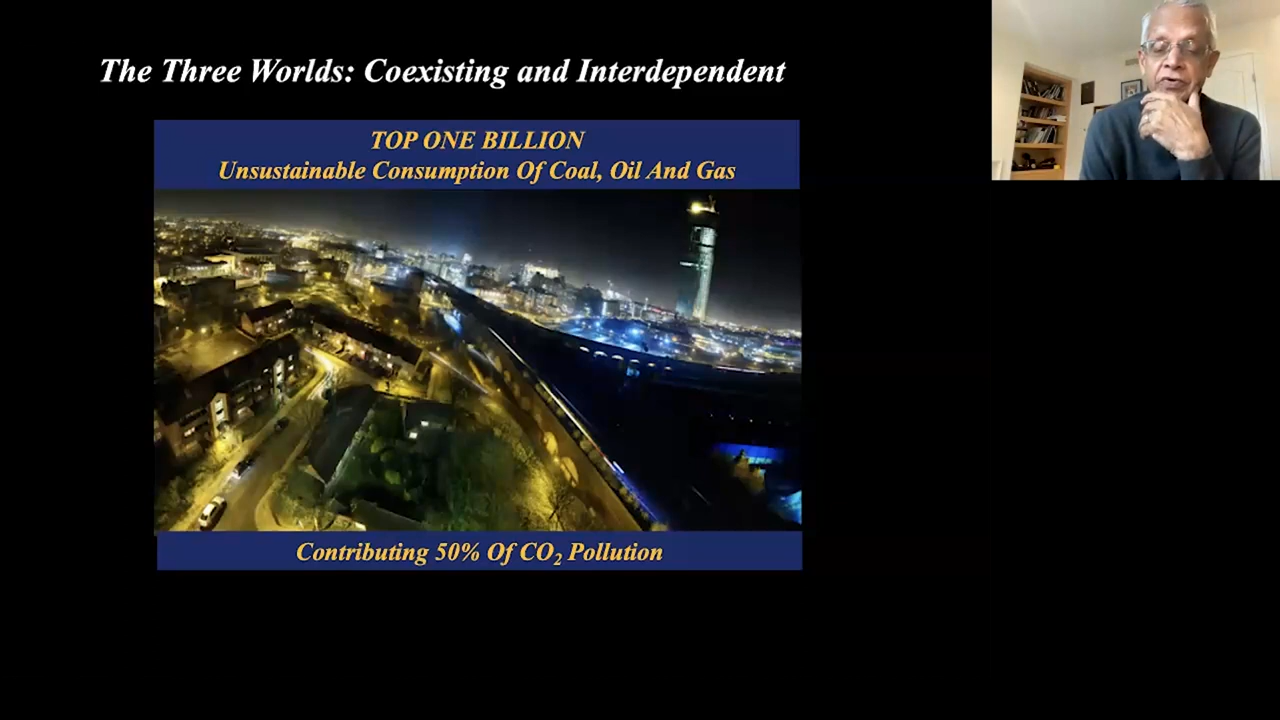 The Three Worlds: Coexisting and Interdependent
TOP ONE BILLION
Unsustainable Consumption Of Coal, Oil And Gas
Contributing 50% Of CO₂ Pollution